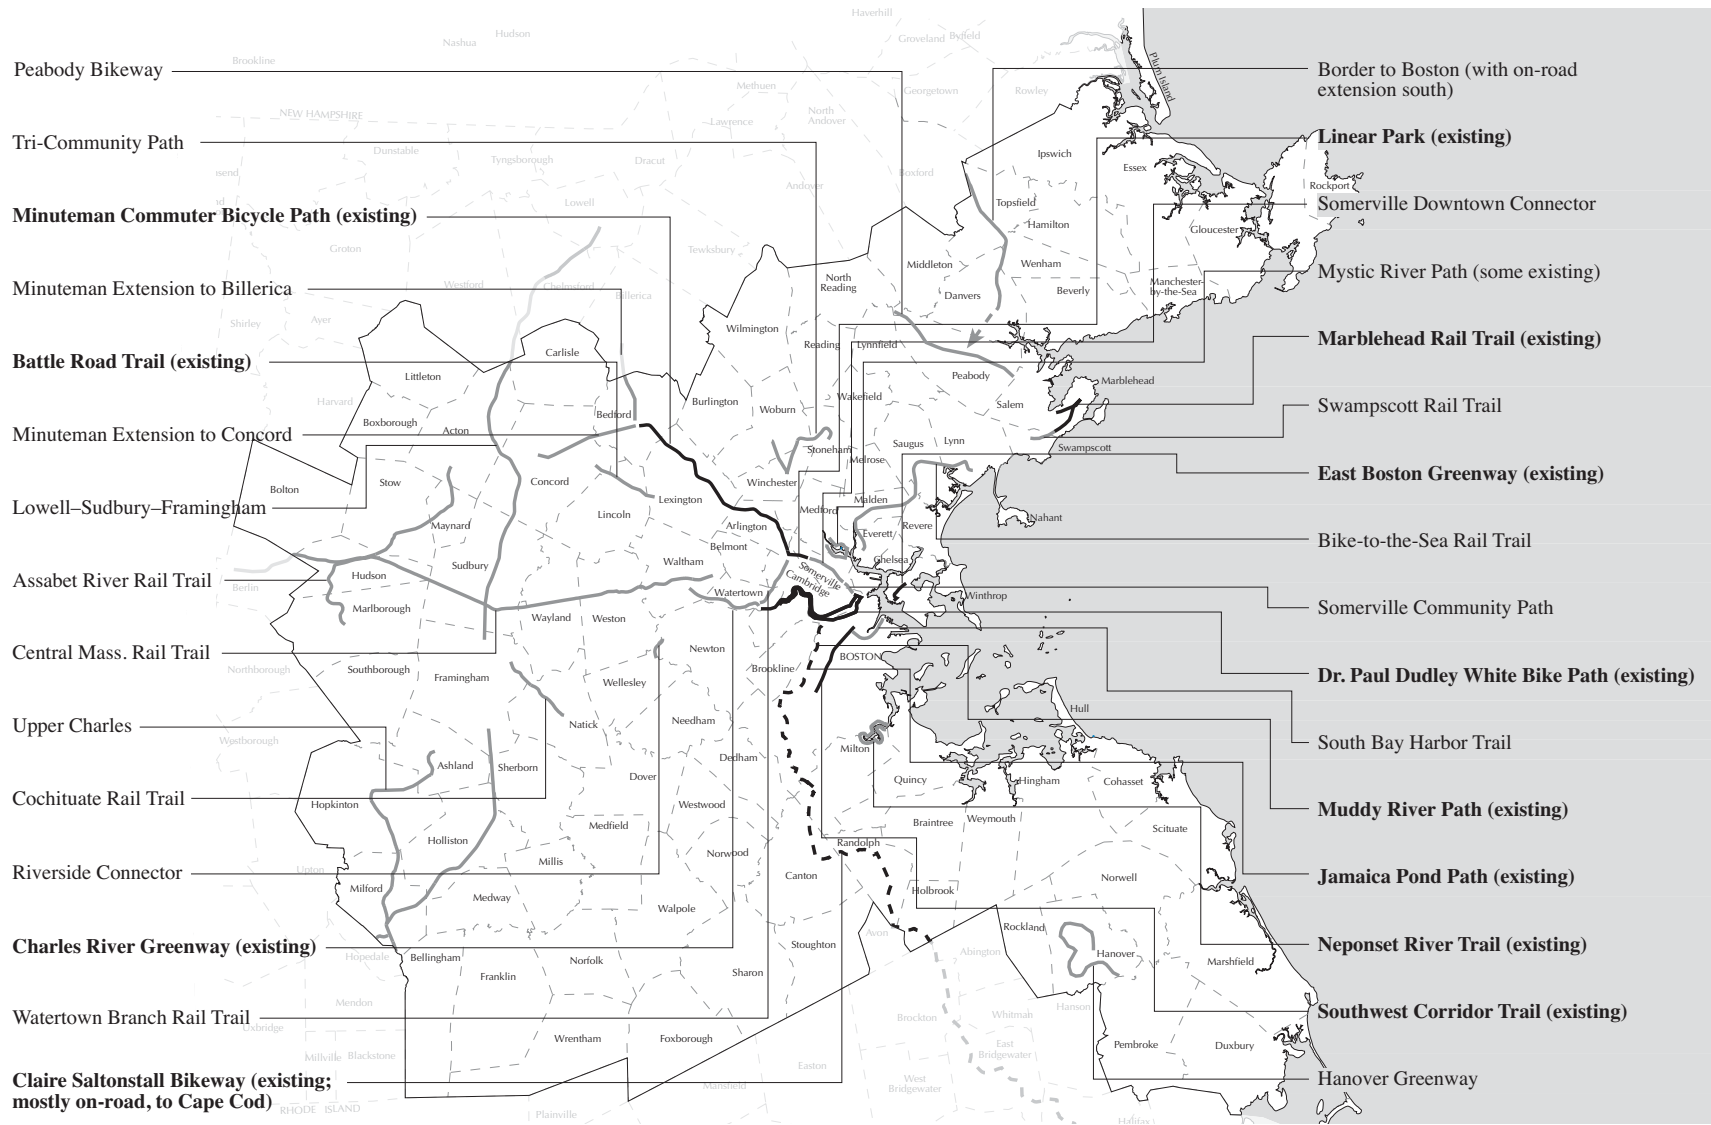 Peabody Bikeway
Tri-Community Path
Minuteman Commuter Bicycle Path (existing)
Minuteman Extension to Billerica
Battle Road Trail (existing)
Minuteman Extension to Concord
Lowell–Sudbury–Framingham
Assabet River Rail Trail
Central Mass. Rail Trail
Upper Charles
Cochituate Rail Trail
Riverside Connector
Charles River Greenway (existing)
Watertown Branch Rail Trail
Claire Saltonstall Bikeway (existing;
mostly on-road, to Cape Cod)
Border to Boston (with on-road
extension south)
Linear Park (existing)
Somerville Downtown Connector
Mystic River Path (some existing)
Marblehead Rail Trail (existing)
Swampscott Rail Trail
East Boston Greenway (existing)
Bike-to-the-Sea Rail Trail
Somerville Community Path
Dr. Paul Dudley White Bike Path (existing)
South Bay Harbor Trail
Muddy River Path (existing)
Jamaica Pond Path (existing)
Neponset River Trail (existing)
Southwest Corridor Trail (existing)
Hanover Greenway
Haverhill
Hudson
Nashua
Groveland
Byfield
Brookline
Plum Island
Methuen
Georgetown
Rowley
NEW HAMPSHIRE
Lawrence
North
Andover
Dunstable
Tyngsborough
Dracut
Ipswich
Essex
Rockport
Andover
Boxford
Lowell
Topsfield
Hamilton
Gloucester
Groton
Tewksbury
Middleton
Wenham
North
Reading
Danvers
Beverly
Manchester-
by-the-Sea
Westford
Chelmsford
Billerica
Shirley
Ayer
Wilmington
Reading
Lynnfield
Carlisle
Littleton
Peabody
Marblehead
Harvard
Burlington
Woburn
Wakefield
Salem
Bedford
Boxborough
Acton
Stoneham
Saugus
Lynn
Swampscott
Melrose
Bolton
Stow
Concord
Winchester
Lexington
Malden
Medford
Nahant
Lincoln
Maynard
Arlington
Everett
Revere
Belmont
Chelsea
Sudbury
Waltham
Somerville
Cambridge
Hudson
Berlin
Watertown
Winthrop
Marlborough
Wayland
Weston
Newton
BOSTON
Northborough
Southborough
Framingham
Brookline
Wellesley
Hull
Natick
Needham
Westborough
Milton
Ashland
Sherborn
Dedham
Dover
Quincy
Hingham
Cohasset
Hopkinton
Westwood
Medfield
Braintree
Weymouth
Scituate
Holliston
Randolph
Norwood
Millis
Upton
Canton
Norwell
Milford
Holbrook
Medway
Walpole
Rockland
Avon
Stoughton
Abington
Hanover
Hopedale
Bellingham
Norfolk
Marshfield
Franklin
Sharon
Mendon
Hanson
Brockton
Whitman
Uxbridge
Wrentham
Foxborough
East
Bridgewater
Pembroke
Duxbury
Millville
Blackstone
Easton
West
Bridgewater
Mansfield
RHODE ISLAND
Plainville
Halifax